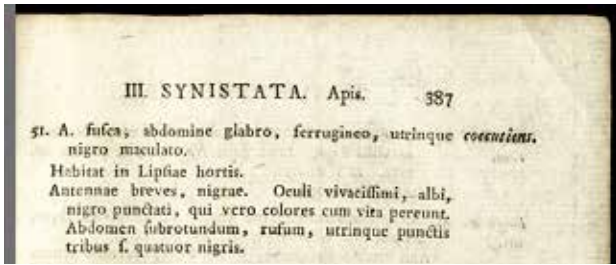 III. SYNISTATA. Apis. 387
51. A. fuſca, abdomine glabro, ferrugineo, utrinque coecutiens.
nigro maculato.
Habitat in Lipſiae hortis.
Antennae breves, nigrae. Oculi vivaciſſimi, albi,
nigro punctati, qui vero colores cum vita pereunt.
Abdomen ſubrotundum, rufum, utrinque punctis
tribus ſ. quatuor nigris.